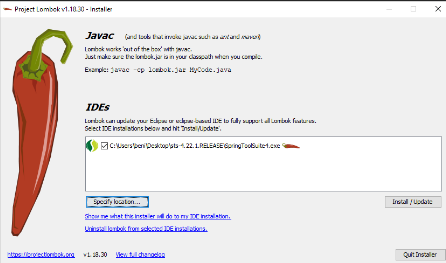 Project Lombok v1.18.30 - Installer
Javac (and tools that invoke javac such as ant and maven)
Lombok works 'out of the box' with javac.
Just make sure the lombok.jar is in your classpath when you compile.
Example: javac -cp lombok.jar MyCode.java
IDEs
Lombok can update your Eclipse or eclipse-based IDE to fully support all Lombok features.
Select IDE installations below and hit 'Install/Update'.
C:\Users\beni\Desktop\sts-4.22.1.RELEASE\SpringToolSuite4.exe
Specify location...
Install / Update
Show me what this installer will do to my IDE installation.
Uninstall lombok from selected IDE installations.
https://projectlombok.org v1.18.30 View full changelog
Quit Installer